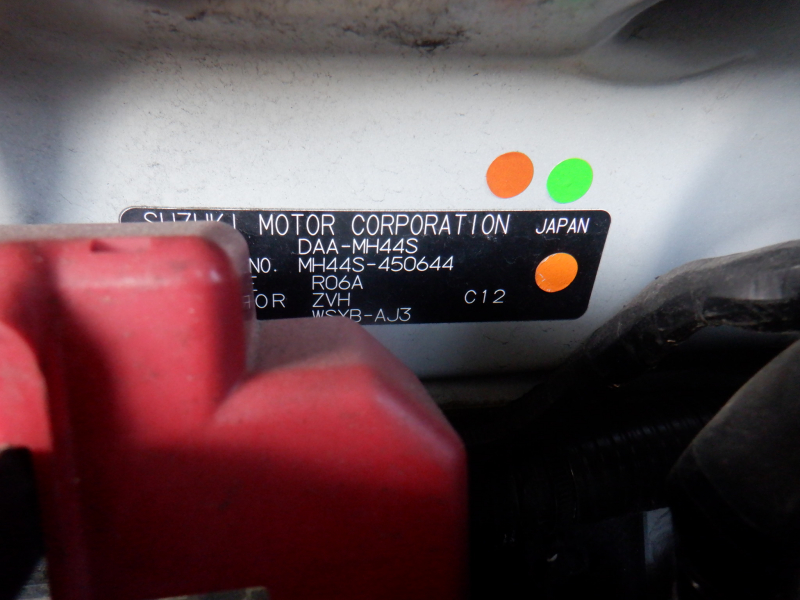 SUZUKI MOTOR CORPORATION JAPAN
DAA-MH44S
NO. MH44S-450644
R06A
OR ZVH C12
WSXB-AJ3